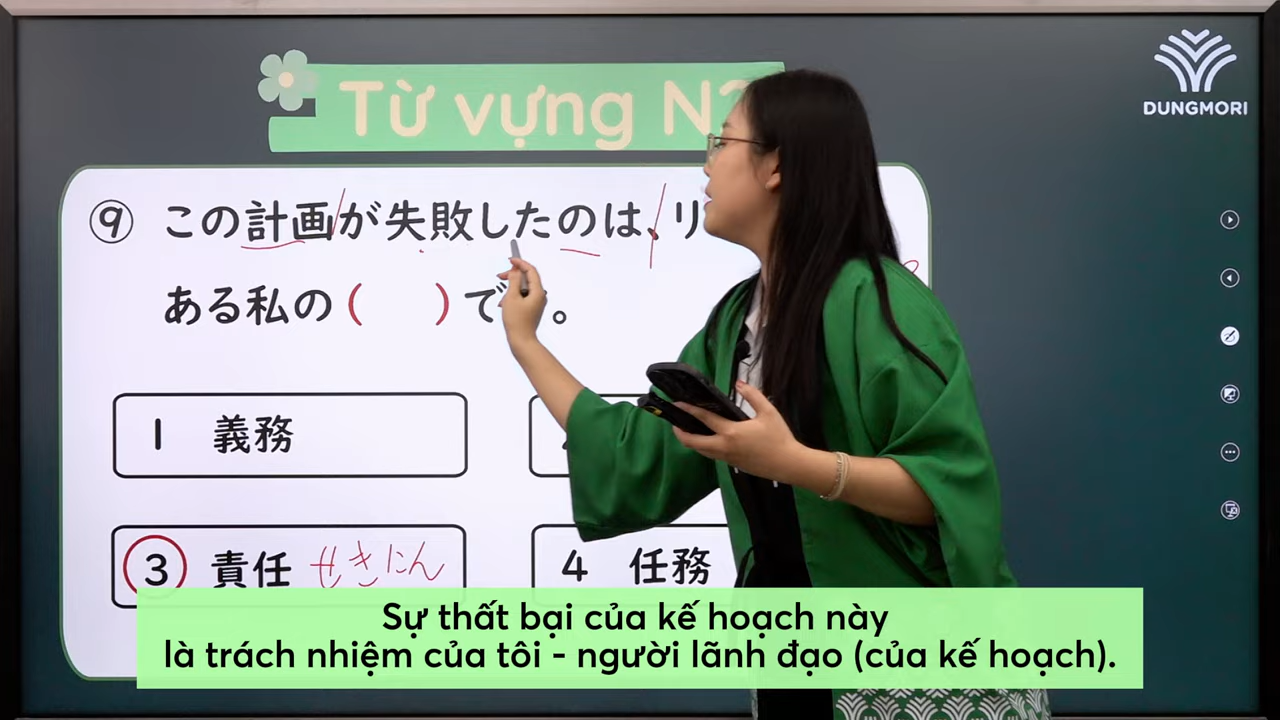 Từ vựng
DUNGMORI
⑨ この計画が失敗したのは、リ
ある私の ( ) で。
1 義務
③ 責任 せきにん
4 任務
Sự thất bại của kế hoạch này
là trách nhiệm của tôi - người lãnh đạo (của kế hoạch).